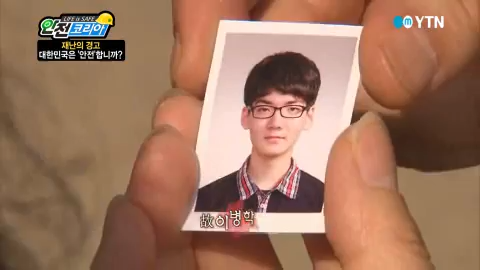 LIFE is SAFE
안전코리아
YTN
재난의 경고
대한민국은 '안전'합니까?
故 이병학